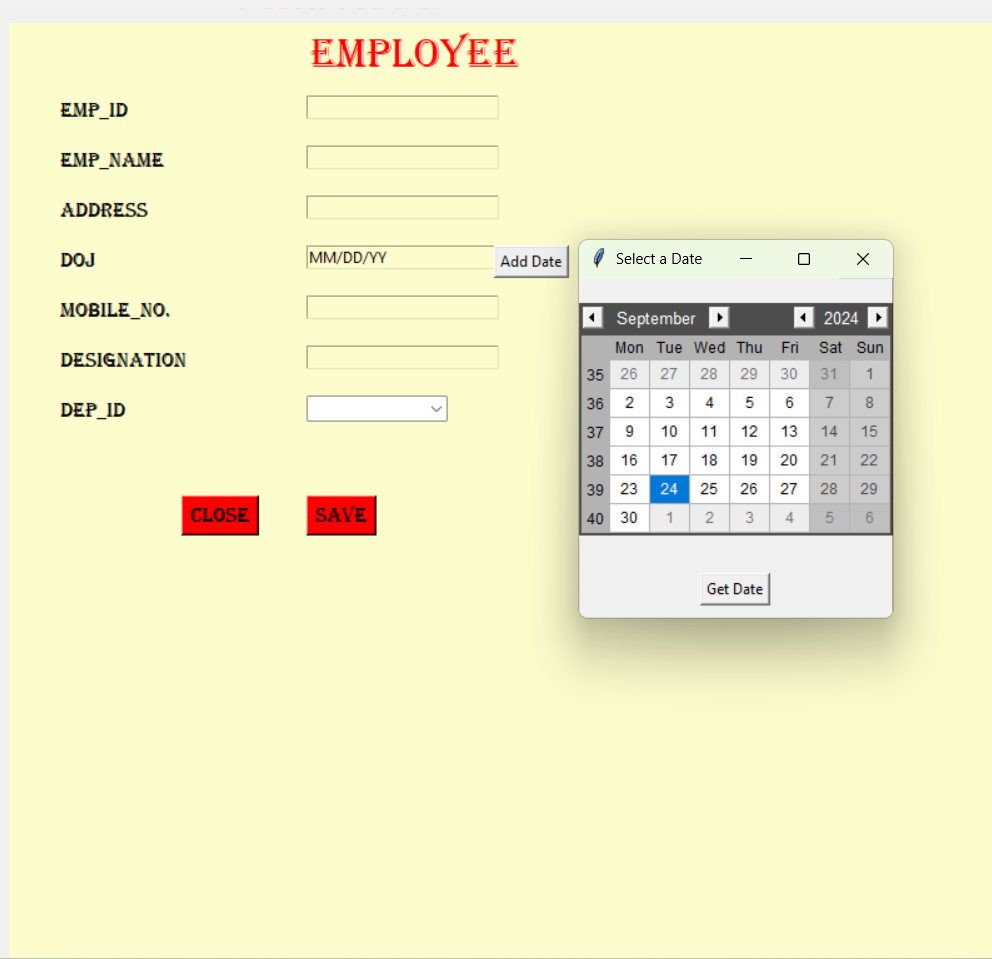 EMPLOYEE
EMP_ID
EMP_NAME
ADDRESS
DOJ MM/DD/YY Add Date
MOBILE_NO.
DESIGNATION
DEP_ID
CLOSE SAVE
Select a Date
September 2024
Mon Tue Wed Thu Fri Sat Sun
35 26 27 28 29 30 31 1
36 2 3 4 5 6 7 8
37 9 10 11 12 13 14 15
38 16 17 18 19 20 21 22
39 23 24 25 26 27 28 29
40 30 1 2 3 4 5 6
Get Date